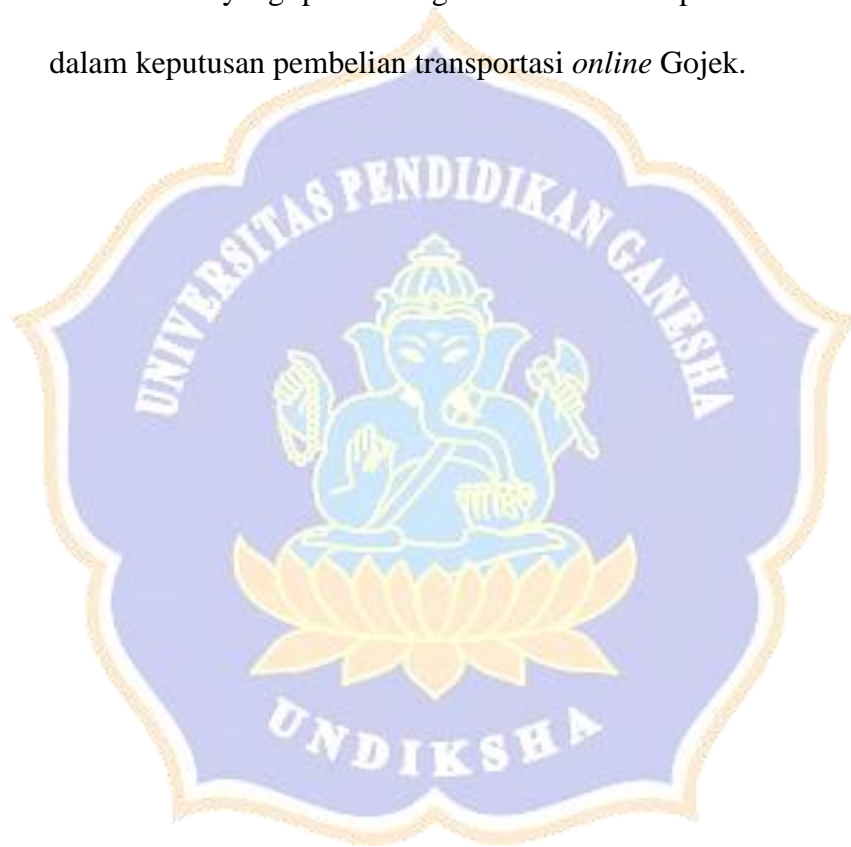 dalam keputusan pembelian transportasi online Gojek.
UNIVERSITAS PENDIDIKAN GANESHA
UNDIKSHA